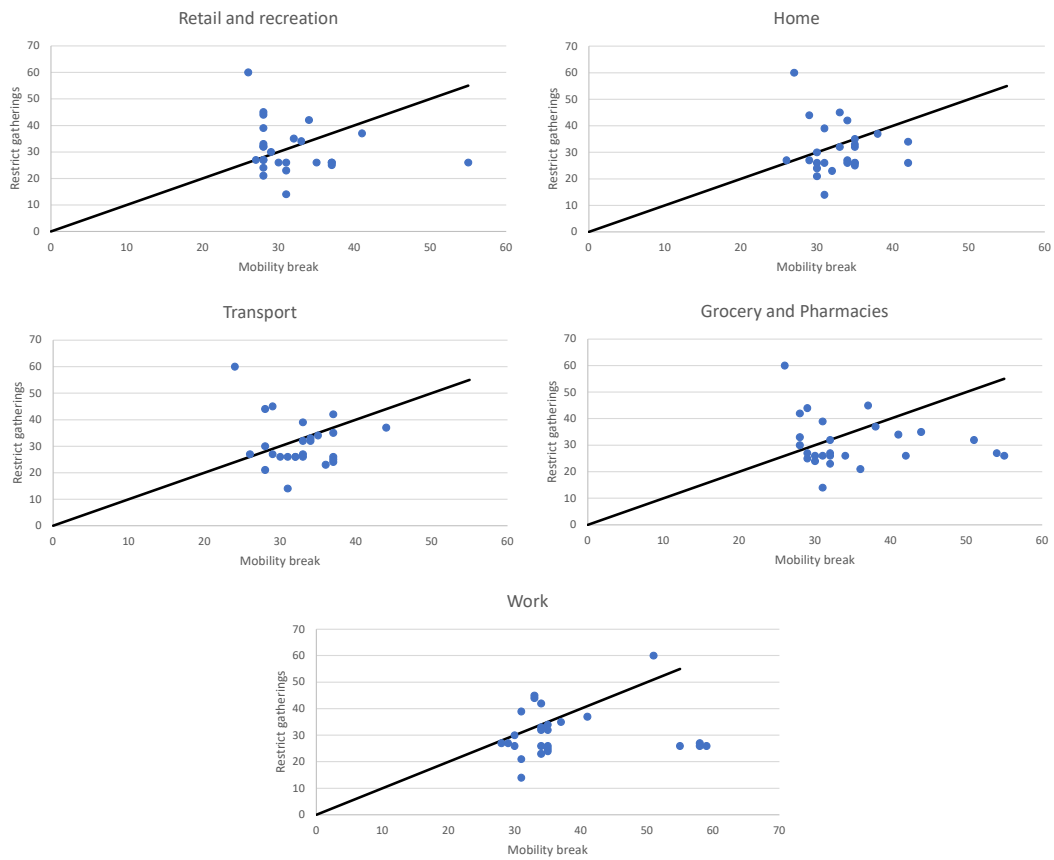 Retail and recreation
Restrict gatherings
70
60
50
40
30
20
10
0
0 10 20 30 40 50 60
Mobility break
Home
Restrict gatherings
70
60
50
40
30
20
10
0
0 10 20 30 40 50 60
Mobility break
Transport
Restrict gatherings
70
60
50
40
30
20
10
0
0 10 20 30 40 50 60
Mobility break
Grocery and Pharmacies
Restrict gatherings
70
60
50
40
30
20
10
0
0 10 20 30 40 50 60
Mobility break
Work
Restrict gatherings
70
60
50
40
30
20
10
0
0 10 20 30 40 50 60 70
Mobility break